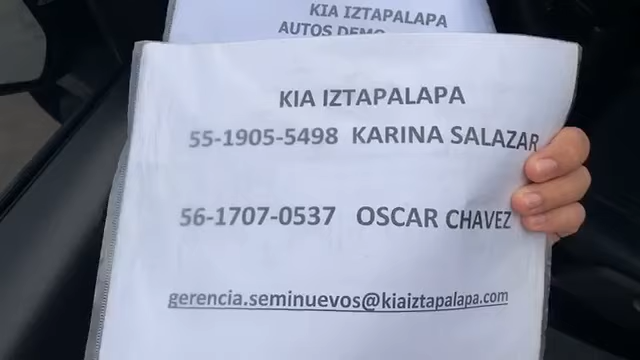 KIA IZTAPALAPA
AUTOS DEMO
KIA IZTAPALAPA
55-1905-5498 KARINA SALAZAR
56-1707-0537 OSCAR CHAVEZ
gerencia.seminuevos@kiaiztapalapa.com